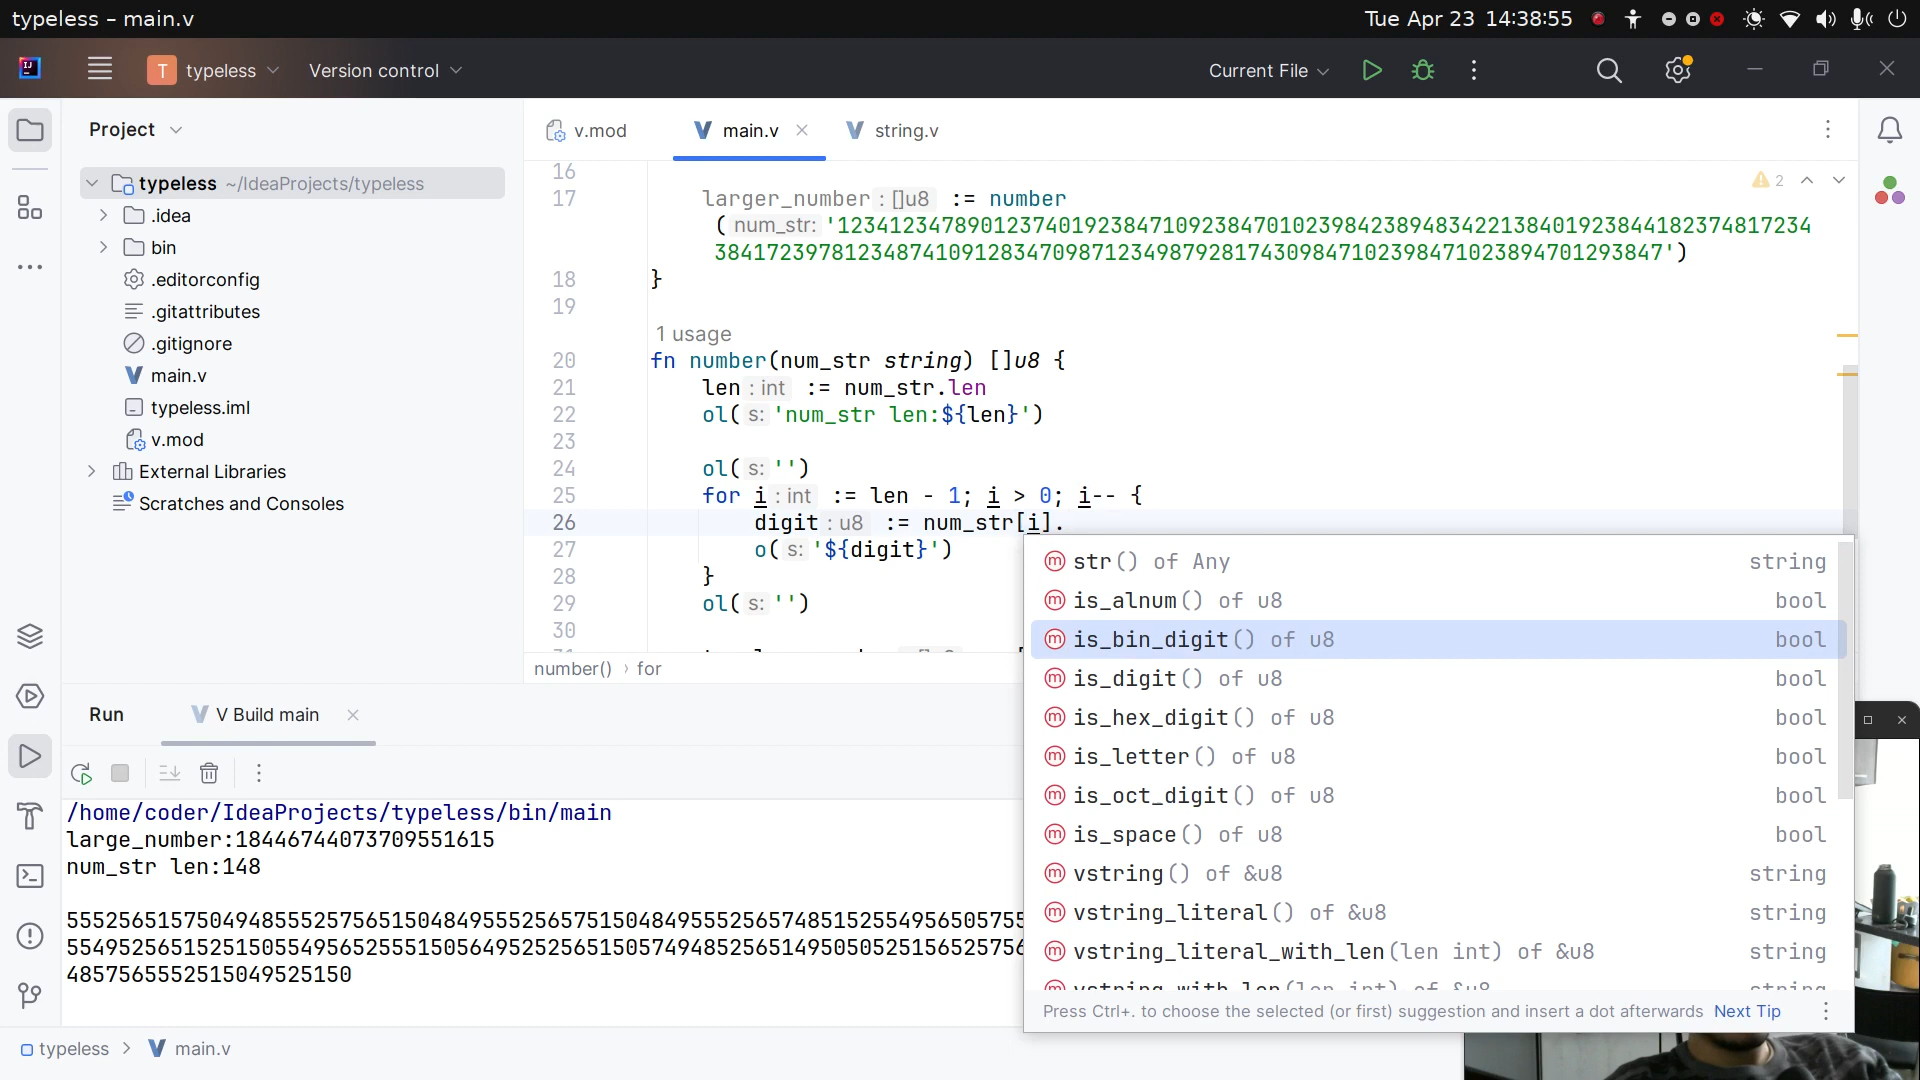 typeless – main.v
Tue Apr 23 14:38:55
T typeless
Version control
Current File
Project
v.mod
main.v
string.v
typeless ~/IdeaProjects/typeless
.idea
bin
.editorconfig
.gitattributes
.gitignore
main.v
typeless.iml
v.mod
External Libraries
Scratches and Consoles
2
16
17 larger_number : []u8 := number
( num_str: '123412347890123740192384710923847010239842389483422138401923844182374817234
38417239781234874109128347098712349879281743098471023984710238947012​93847')
18 }
19
1 usage
20 fn number(num_str string) []u8 {
21 len : int := num_str.len
22 ol( s: 'num_str len:${len}')
23
24 ol( s: '')
25 for i : int := len - 1; i > 0; i-- {
26 digit : u8 := num_str[i].
27 o( s: '${digit}')
28 }
29 ol( s: '')
30
number() › for
str() of Any string
is_alnum() of u8 bool
is_bin_digit() of u8 bool
is_digit() of u8 bool
is_hex_digit() of u8 bool
is_letter() of u8 bool
is_oct_digit() of u8 bool
is_space() of u8 bool
vstring() of &u8 string
vstring_literal() of &u8 string
vstring_literal_with_len(len int) of &u8 string
Press Ctrl+. to choose the selected (or first) suggestion and insert a dot afterwards Next Tip
Run
V Build main
/home/coder/IdeaProjects/typeless/bin/main
large_number:18446744073709551615
num_str len:148
5552565157504948555257565150484955525657515048495552565748515255495650575​5
55495256515251505549565255515056495252565150574948525651495050525156525756
4857565552515049525150
typeless > main.v